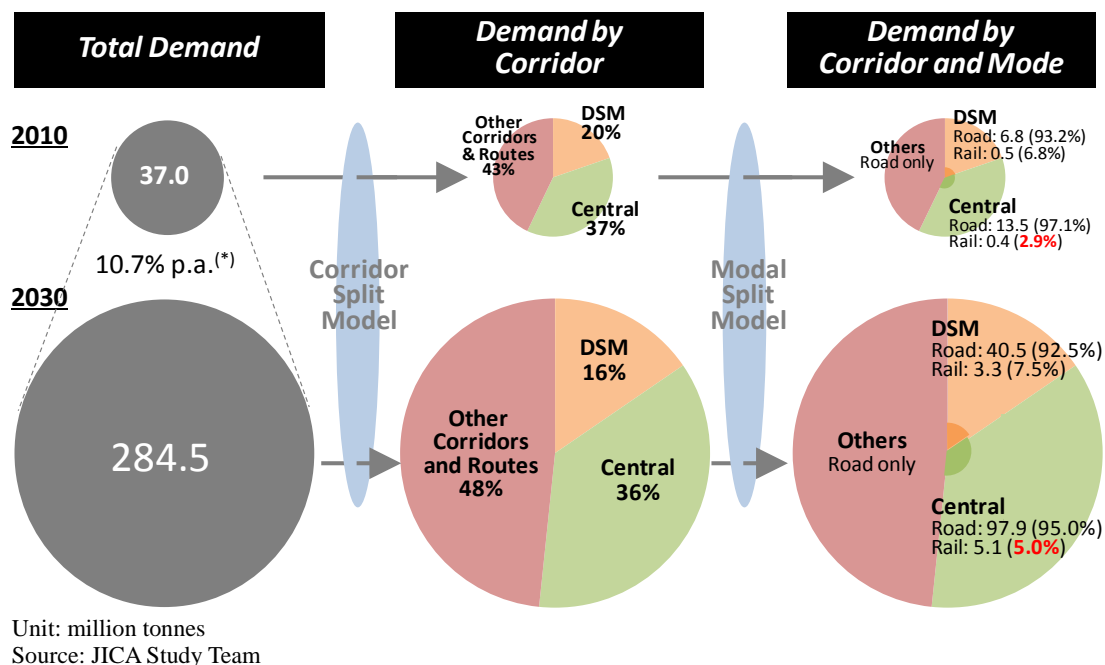 Total Demand
Demand by
Corridor
Demand by
Corridor and Mode
2010
37.0
10.7% p.a.(*)
Other
Corridors
& Routes
43%
DSM
20%
Central
37%
Others
Road only
DSM
Road: 6.8 (93.2%)
Rail: 0.5 (6.8%)
Central
Road: 13.5 (97.1%)
Rail: 0.4 (2.9%)
Corridor
Split
Model
Modal
Split
Model
2030
284.5
DSM
16%
Other
Corridors
and Routes
48%
Central
36%
DSM
Road: 40.5 (92.5%)
Rail: 3.3 (7.5%)
Others
Road only
Central
Road: 97.9 (95.0%)
Rail: 5.1 (5.0%)
Unit: million tonnes
Source: JICA Study Team